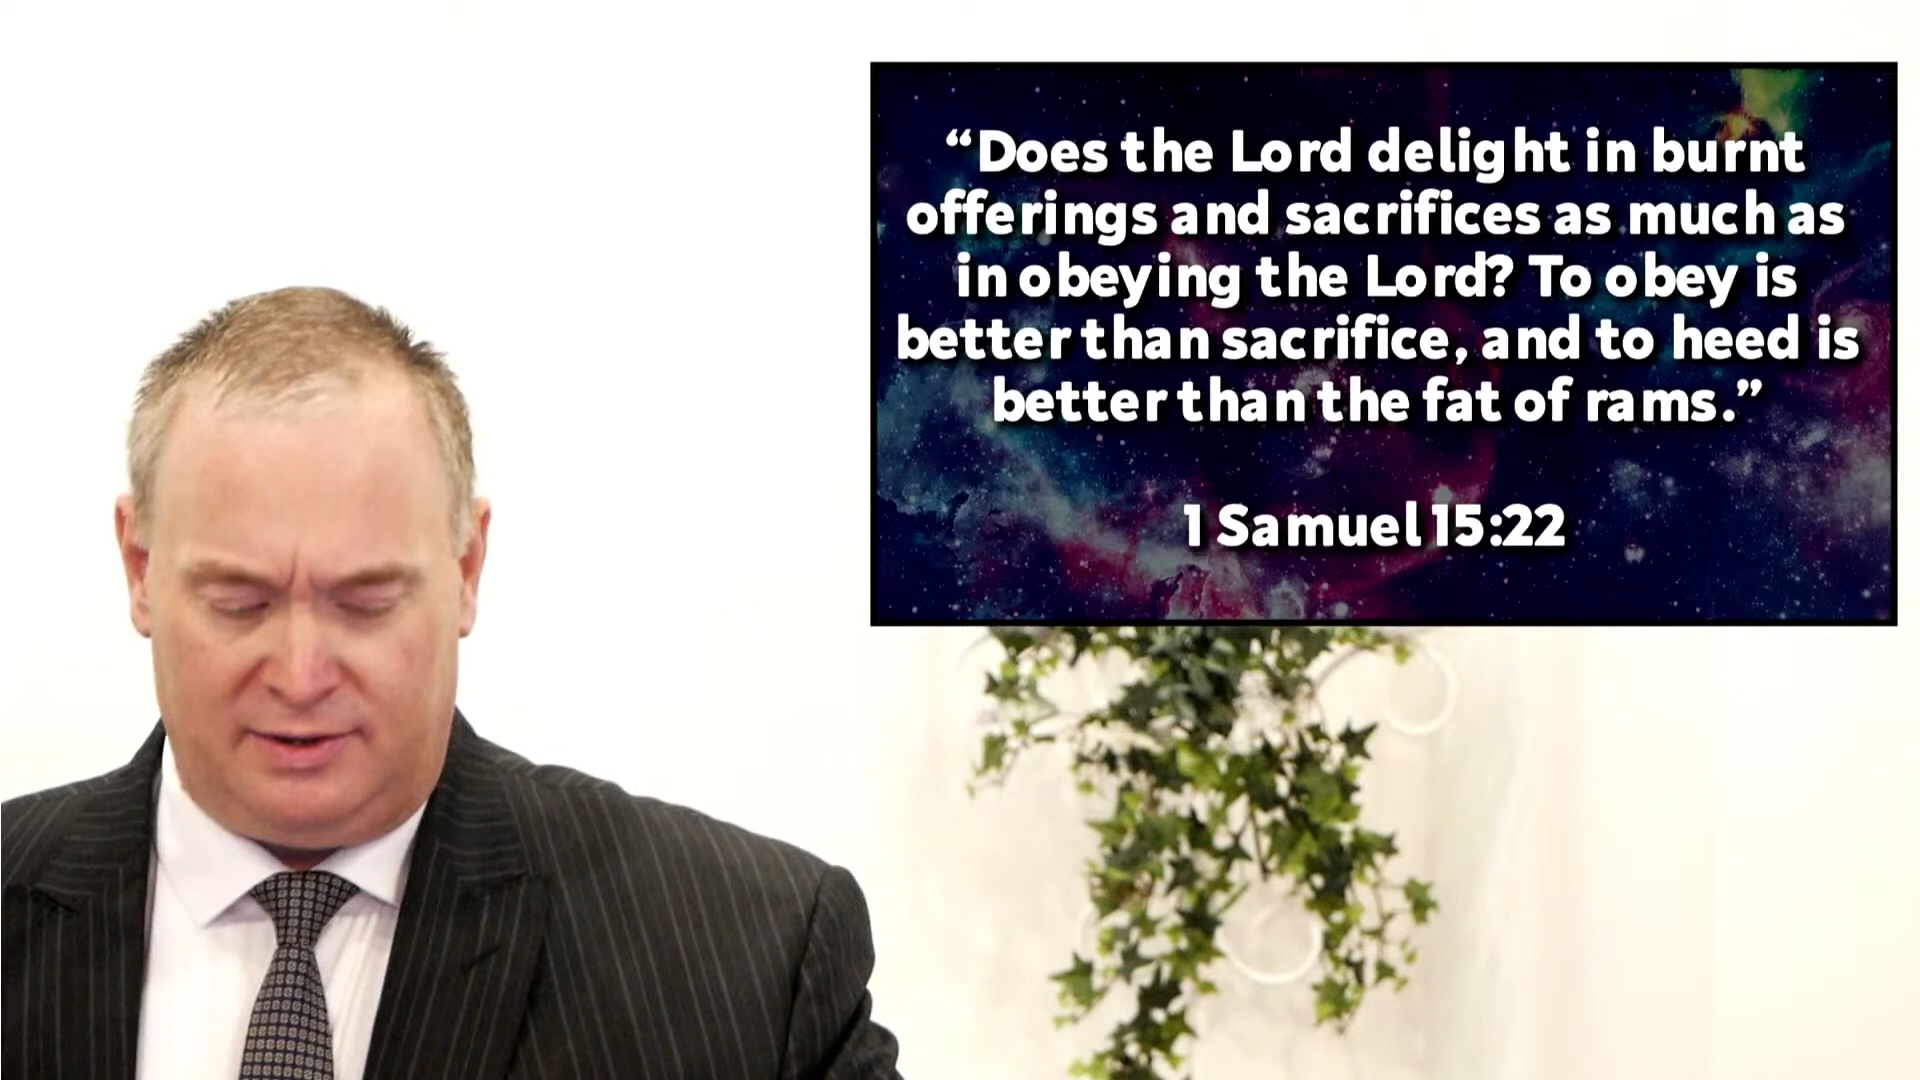 “Does the Lord delight in burnt
offerings and sacrifices as much as
in obeying the Lord? To obey is
better than sacrifice, and to heed is
better than the fat of rams.”
1 Samuel 15:22